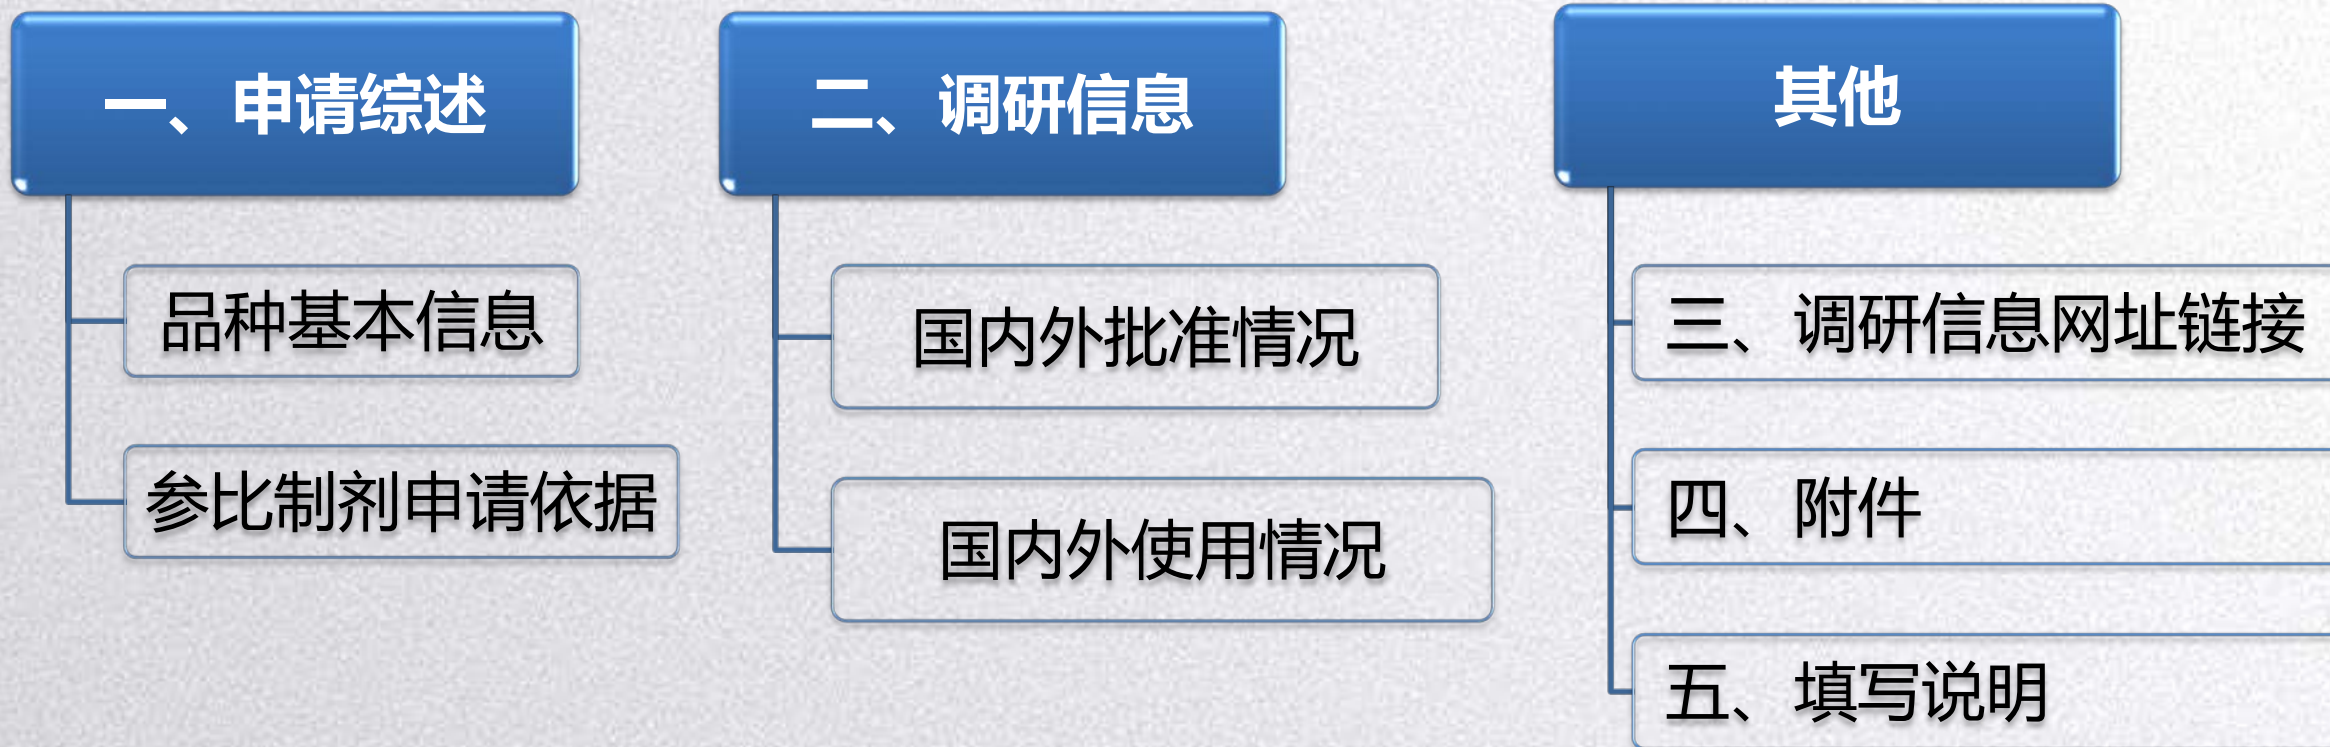 一、申请综述
品种基本信息
参比制剂申请依据
二、调研信息
国内外批准情况
国内外使用情况
其他
三、调研信息网址链接
四、附件
五、填写说明